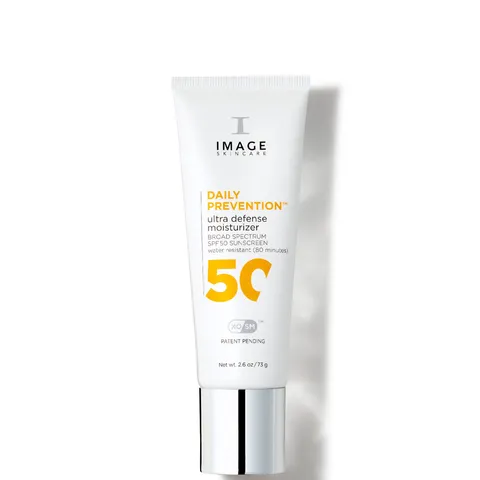 I
IMAGE
SKINCARE
DAILY
PREVENTION™
ultra defense
moisturizer
BROAD SPECTRUM
SPF50 SUNSCREEN
water-resistant (80 minutes)
50
PATENT PENDING
Net wt. 2.6 oz/73 g